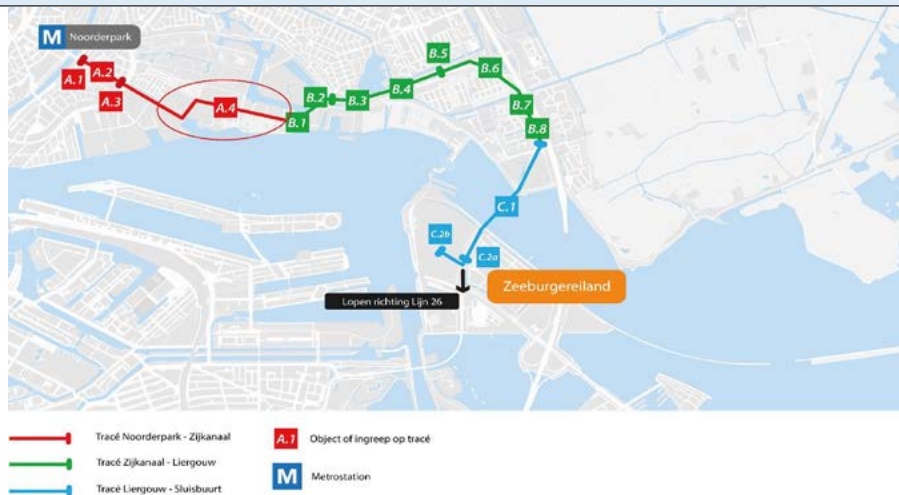 M Noorderpark
A.1
A.2
A.3
A.4
B.1
B.2
B.3
B.4
B.5
B.6
B.7
B.8
C.1
C.2b
C.2a
Zeeburgereiland
Lopen richting Lijn 26
Tracé Noorderpark - Zijkanaal
A.1 Object of ingreep op tracé
Tracé Zijkanaal - Liergouw
M Metrostation
Tracé Liergouw - Sluisbuurt